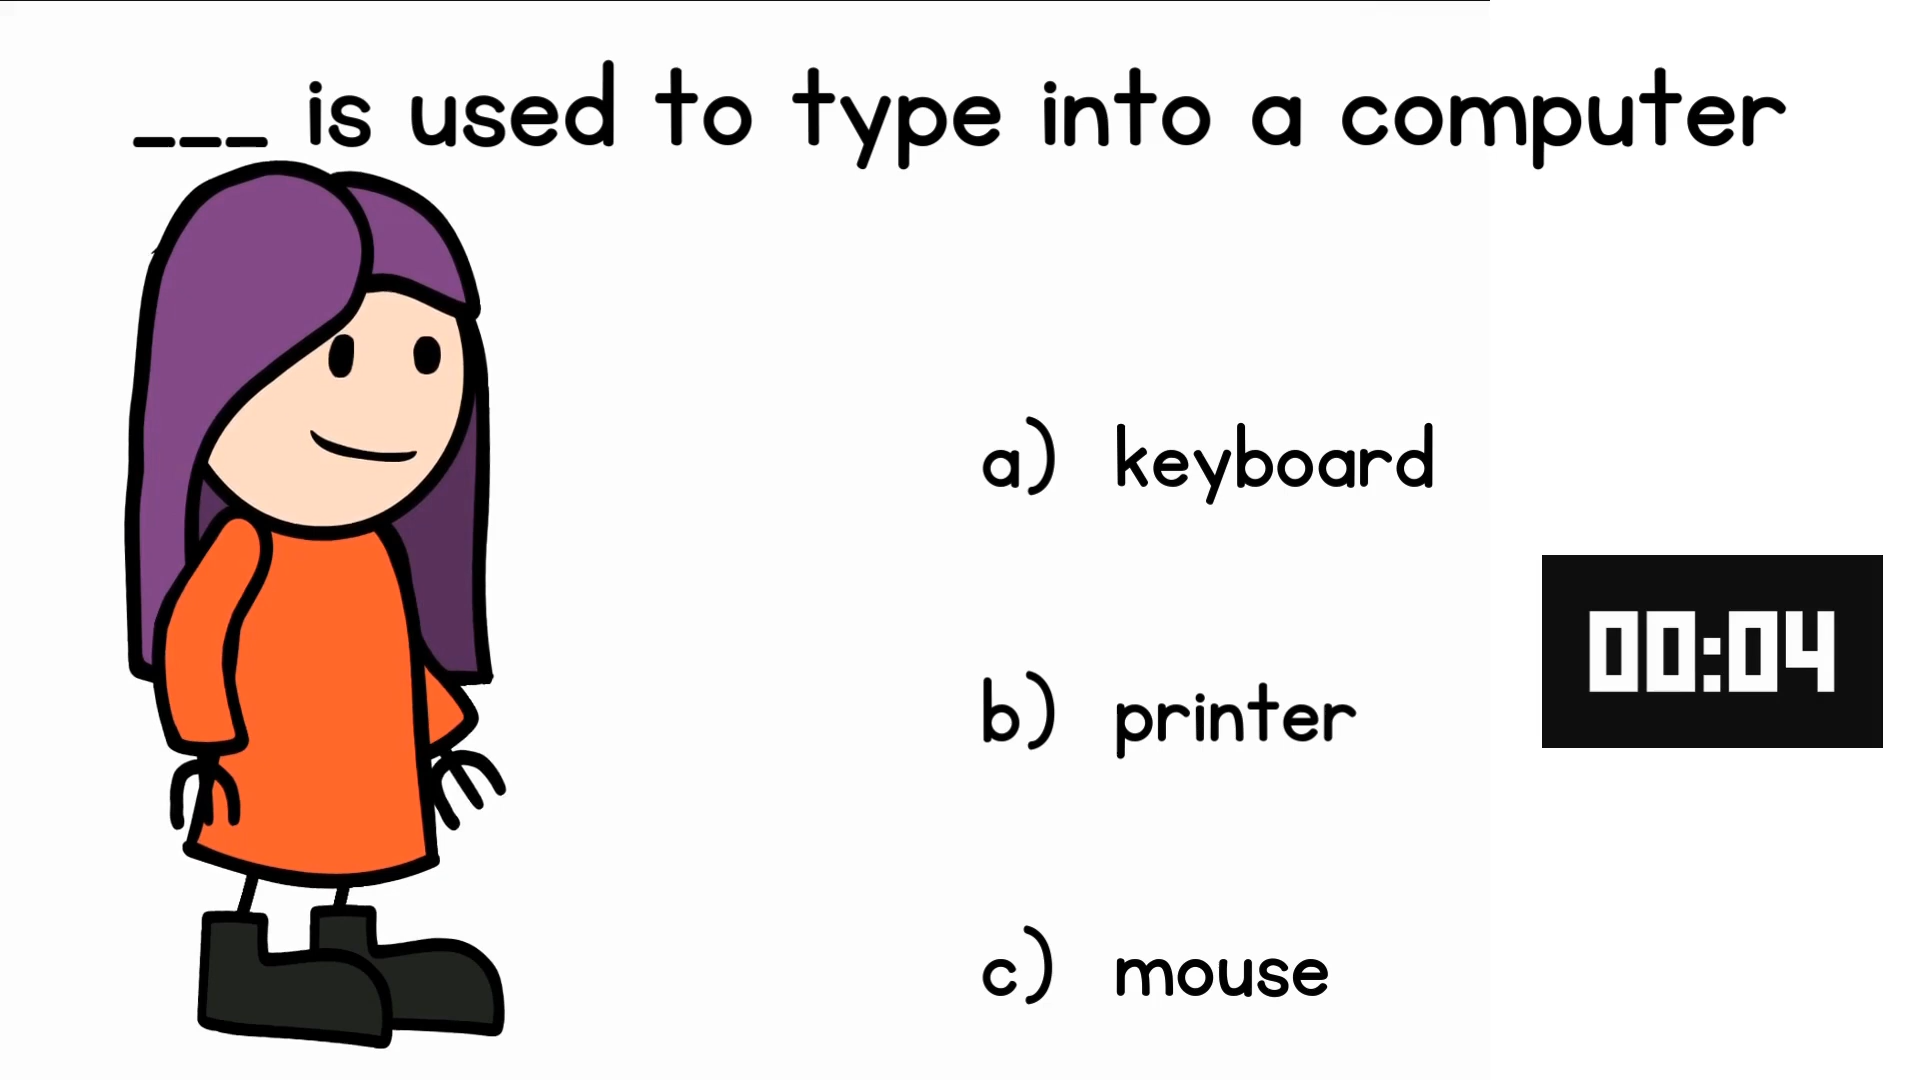 ___ is used to type into a computer
a) keyboard
00:04
b) printer
c) mouse